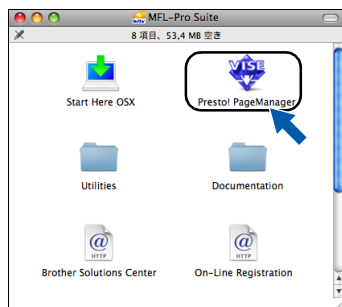 MFL-Pro Suite
8 項目、53,4 MB 空き
VISE
Start Here OSX
Presto! PageManager
Utilities
Documentation
@
HTTP
@
HTTP
Brother Solutions Center
On-Line Registration